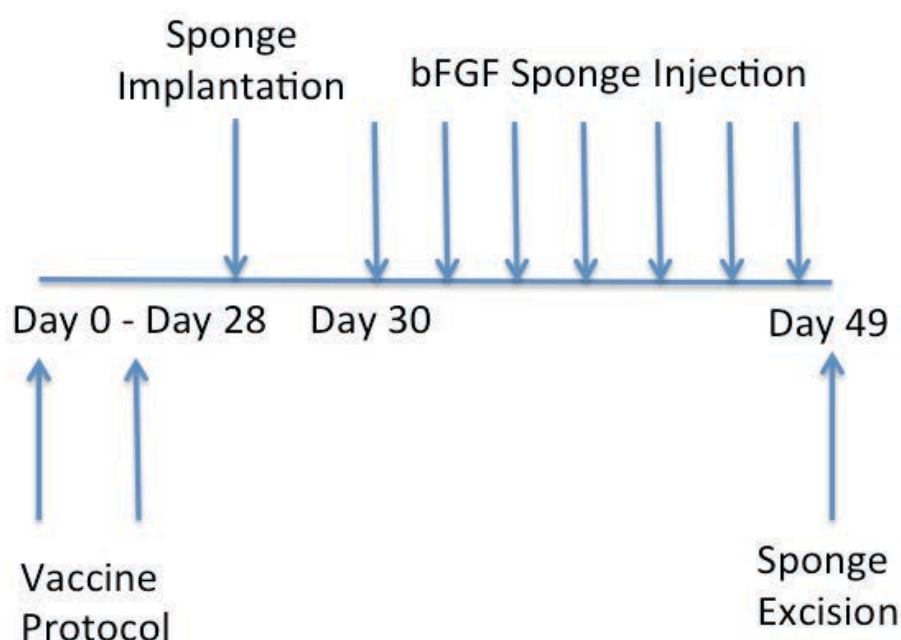 Sponge
Implantation
bFGF Sponge Injection
Day 0 - Day 28
Day 30
Day 49
Vaccine
Protocol
Sponge
Excision